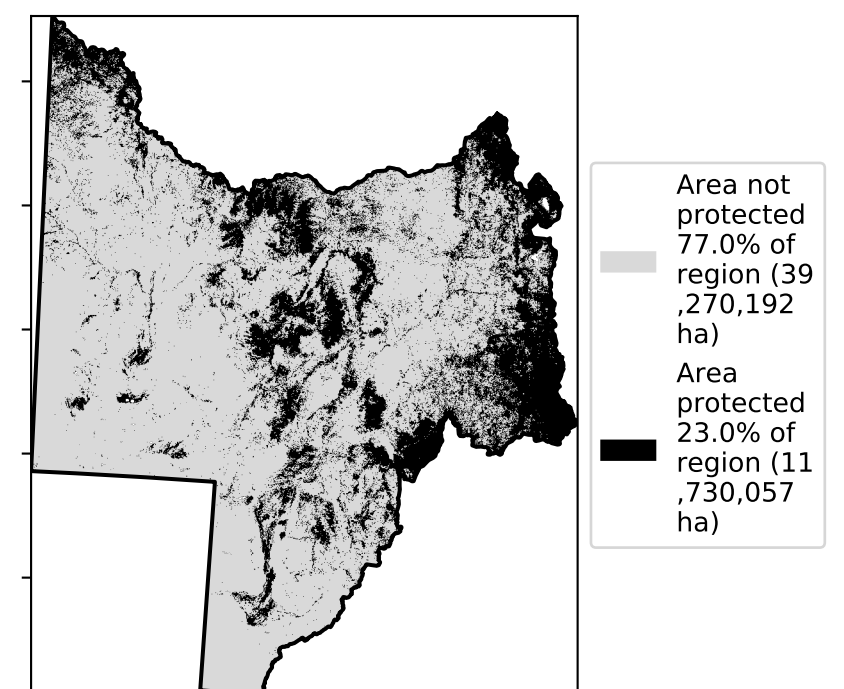 Area not
protected
77.0% of
region (39
,270,192
ha)
Area
protected
23.0% of
region (11
,730,057
ha)